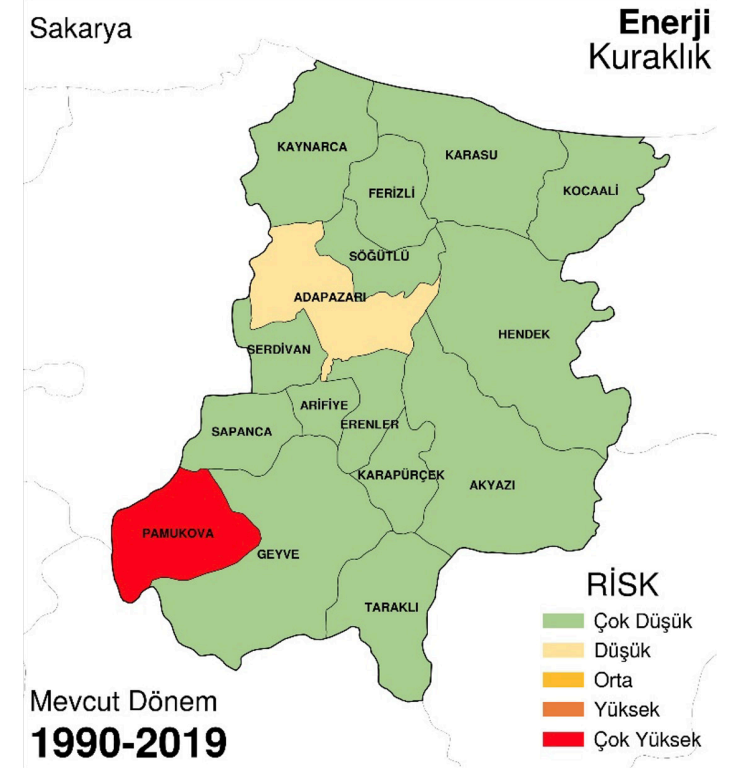 Sakarya
Enerji
Kuraklık
KAYNARCA
KARASU
FERİZLİ
KOCAALİ
SÖĞÜTLÜ
ADAPAZARI
HENDEK
SERDİVAN
ARİFİYE
ERENLER
SAPANCA
KARAPÜRÇEK
AKYAZI
PAMUKOVA
GEYVE
TARAKLI
RİSK
Çok Düşük
Düşük
Orta
Yüksek
Çok Yüksek
Mevcut Dönem
1990-2019